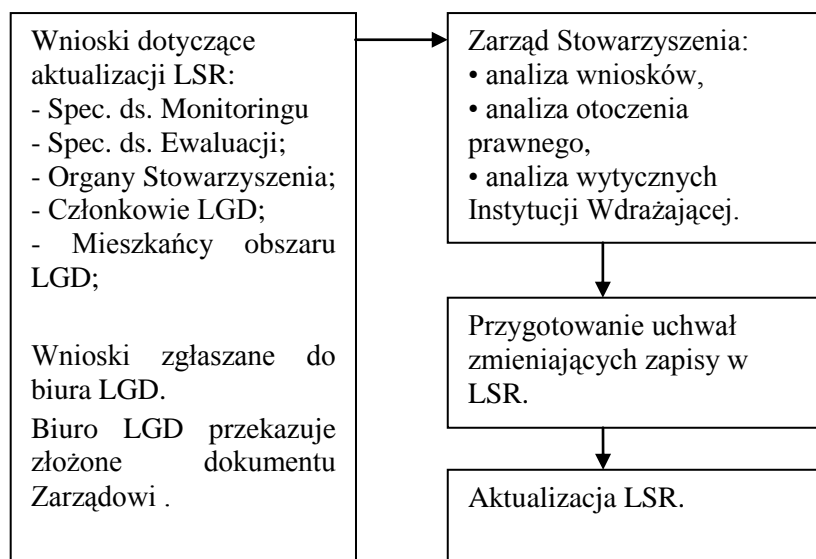 Wnioski dotyczące
aktualizacji LSR:
- Spec. ds. Monitoringu
- Spec. ds. Ewaluacji;
- Organy Stowarzyszenia;
- Członkowie LGD;
- Mieszkańcy obszaru
LGD;
Wnioski zgłaszane do
biura LGD.
Biuro LGD przekazuje
złożone dokumentu
Zarządowi .
Zarząd Stowarzyszenia:
• analiza wniosków,
• analiza otoczenia
prawnego,
• analiza wytycznych
Instytucji Wdrażającej.
Przygotowanie uchwał
zmieniających zapisy w
LSR.
Aktualizacja LSR.